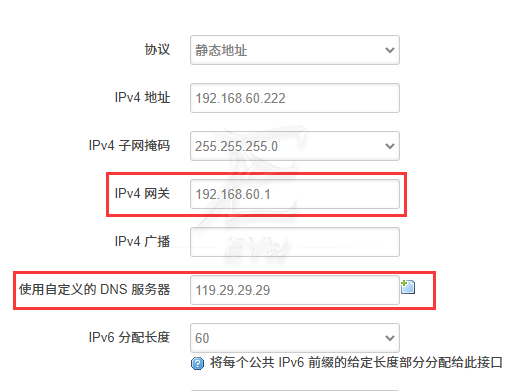 协议 静态地址
IPv4 地址 192.168.60.222
IPv4 子网掩码 255.255.255.0
IPv4 网关 192.168.60.1
IPv4 广播
使用自定义的 DNS 服务器 119.29.29.29
IPv6 分配长度 60
将每个公共 IPv6 前缀的给定长度部分分配给此接口